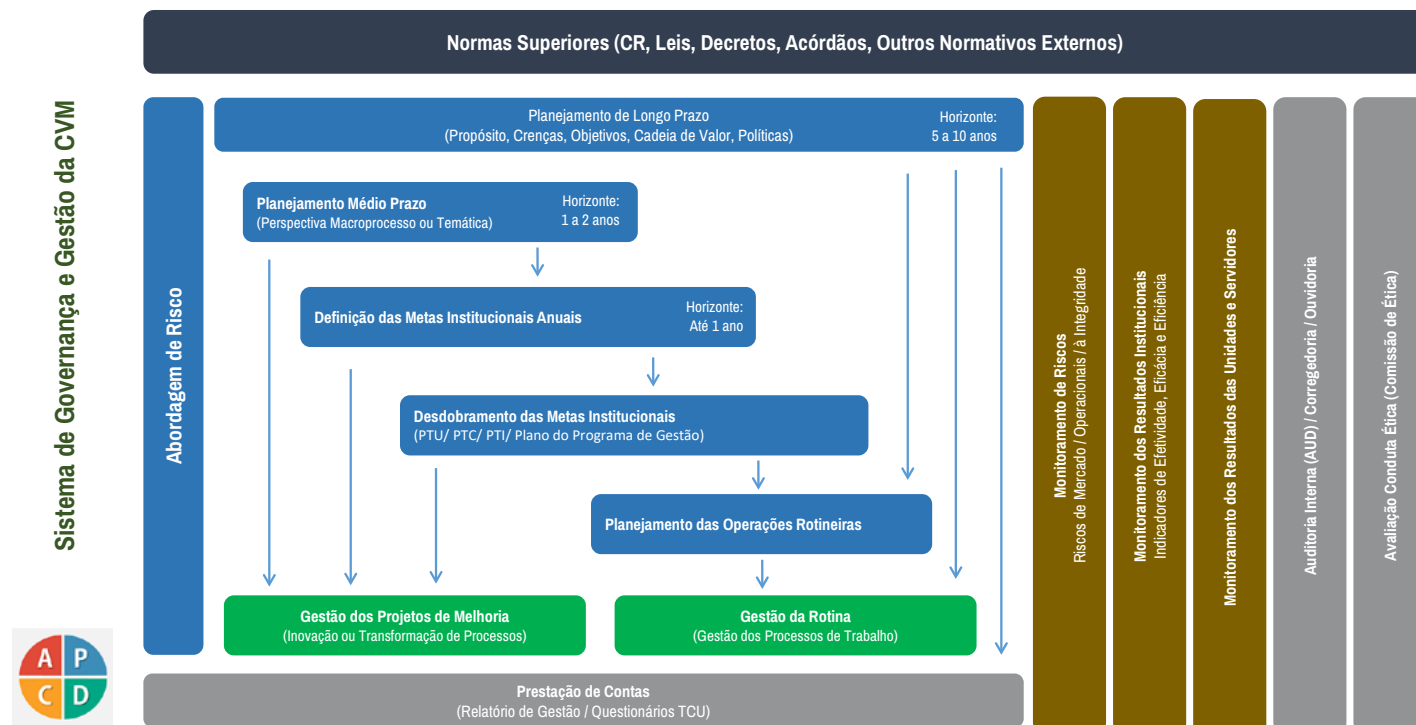 Normas Superiores (CR, Leis, Decretos, Acórdãos, Outros Normativos Externos)
Sistema de Governança e Gestão da CVM
Abordagem de Risco
Planejamento de Longo Prazo
(Propósito, Crenças, Objetivos, Cadeia de Valor, Políticas)
Horizonte:
5 a 10 anos
Planejamento Médio Prazo
(Perspectiva Macroprocesso ou Temática)
Horizonte:
1 a 2 anos
Definição das Metas Institucionais Anuais
Horizonte:
Até 1 ano
Desdobramento das Metas Institucionais
(PTU/ PTC/ PTI/ Plano do Programa de Gestão)
Planejamento das Operações Rotineiras
Gestão dos Projetos de Melhoria
(Inovação ou Transformação de Processos)
Gestão da Rotina
(Gestão dos Processos de Trabalho)
Prestação de Contas
(Relatório de Gestão / Questionários TCU)
Monitoramento de Riscos
Riscos de Mercado / Operacionais / à Integridade
Monitoramento dos Resultados Institucionais
Indicadores de Efetividade, Eficácia e Eficiência
Monitoramento dos Resultados das Unidades e Servidores
Auditoria Interna (AUD) / Corregedoria / Ouvidoria
Avaliação Conduta Ética (Comissão de Ética)
A P
C D